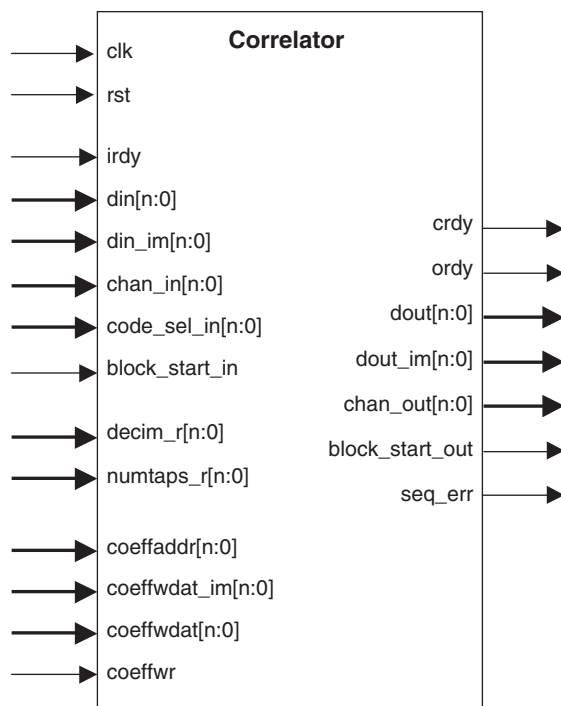 Correlator
clk
rst
irdy
din[n:0]
din_im[n:0]
chan_in[n:0]
code_sel_in[n:0]
block_start_in
decim_r[n:0]
numtaps_r[n:0]
coeffaddr[n:0]
coeffwdat_im[n:0]
coeffwdat[n:0]
coeffwr
crdy
ordy
dout[n:0]
dout_im[n:0]
chan_out[n:0]
block_start_out
seq_err